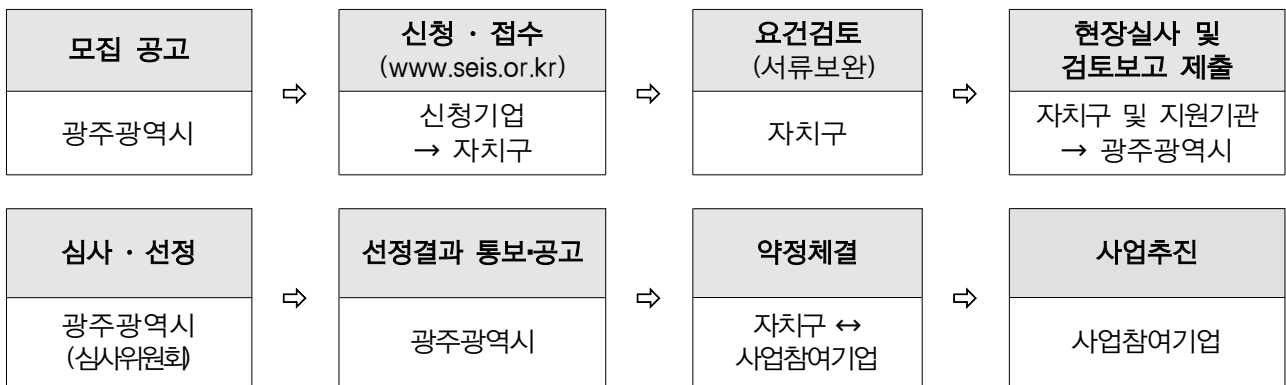 모집 공고
광주광역시
⇨
신청 · 접수
(www.seis.or.kr)
신청기업
→ 자치구
⇨
요건검토
(서류보완)
자치구
⇨
현장실사 및
검토보고 제출
자치구 및 지원기관
→ 광주광역시
심사 · 선정
광주광역시
(심사위원회)
⇨
선정결과 통보·공고
광주광역시
⇨
약정체결
자치구 ↔
사업참여기업
⇨
사업추진
사업참여기업